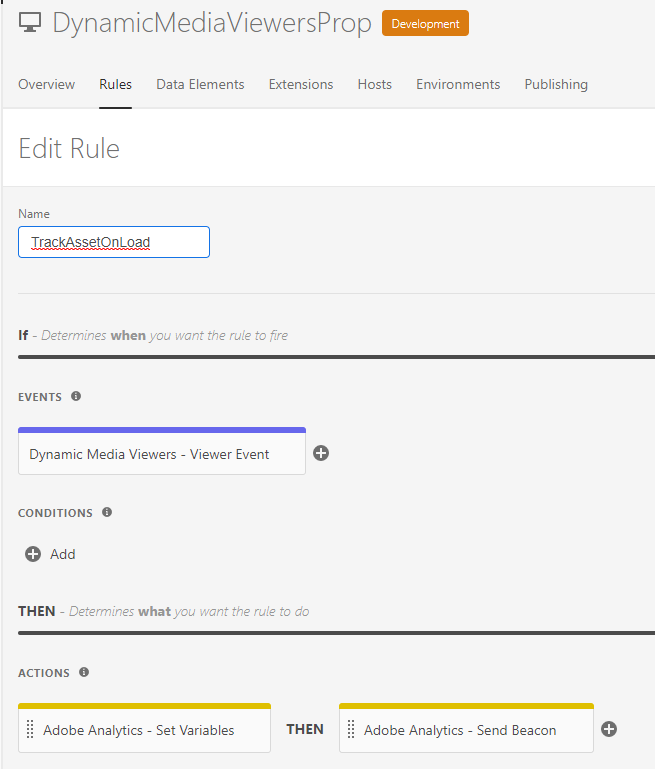 DynamicMediaViewersProp Development
Overview Rules Data Elements Extensions Hosts Environments Publishing
Edit Rule
Name
TrackAssetOnLoad
If - Determines when you want the rule to fire
EVENTS
Dynamic Media Viewers - Viewer Event
CONDITIONS
Add
THEN - Determines what you want the rule to do
ACTIONS
Adobe Analytics - Set Variables THEN Adobe Analytics - Send Beacon